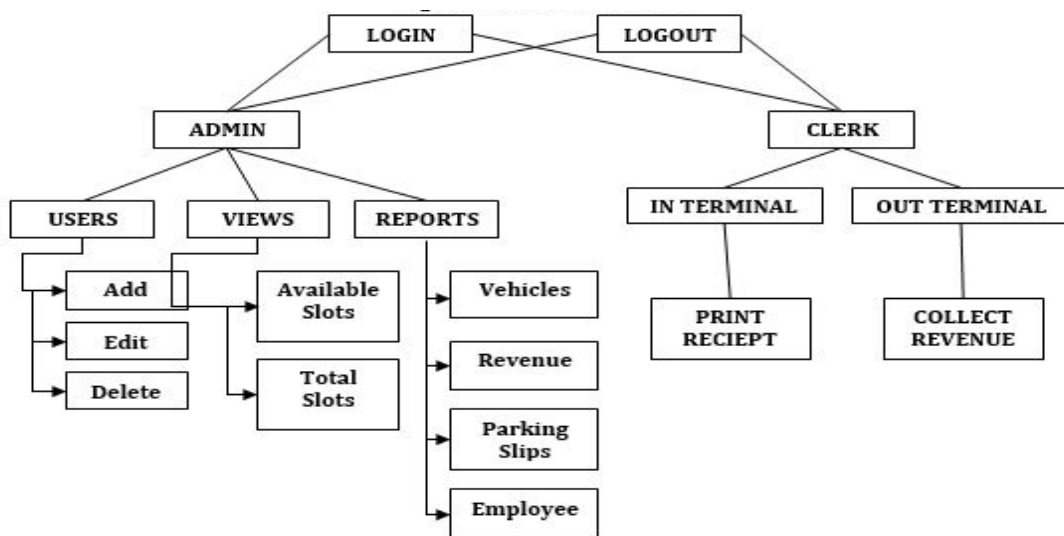 LOGIN
LOGOUT
ADMIN
CLERK
USERS
VIEWS
REPORTS
IN TERMINAL
OUT TERMINAL
Add
Edit
Delete
Available
Slots
Total
Slots
Vehicles
Revenue
Parking
Slips
Employee
PRINT
RECIEPT
COLLECT
REVENUE